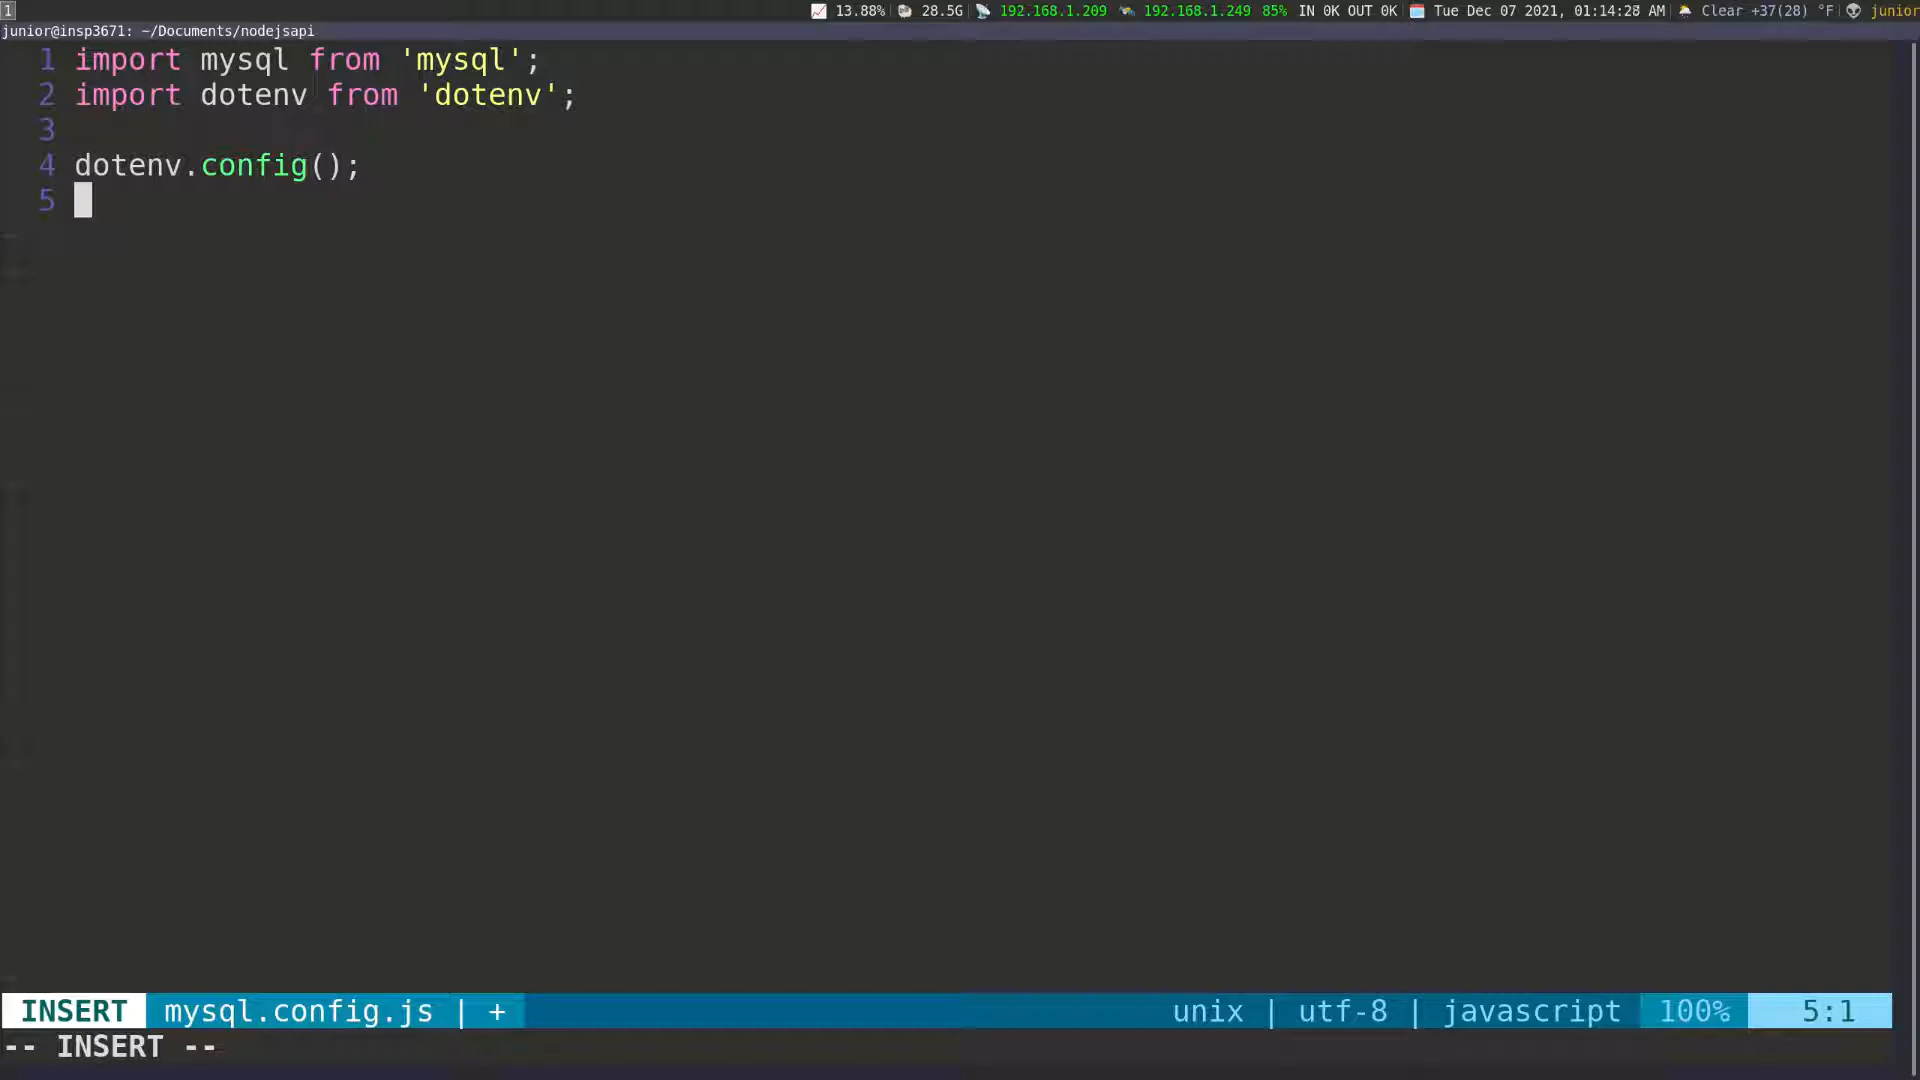 1 13.88% 28.5G 192.168.1.209 192.168.1.249 85% IN 0K OUT 0K Tue Dec 07 2021, 01:14:28 AM Clear +37(28) °F junior
junior@insp3671: ~/Documents/nodejsapi
1 import mysql from 'mysql';
2 import dotenv from 'dotenv';
3
4 dotenv.config();
5
INSERT mysql.config.js | + unix | utf-8 | javascript 100% 5:1
-- INSERT --